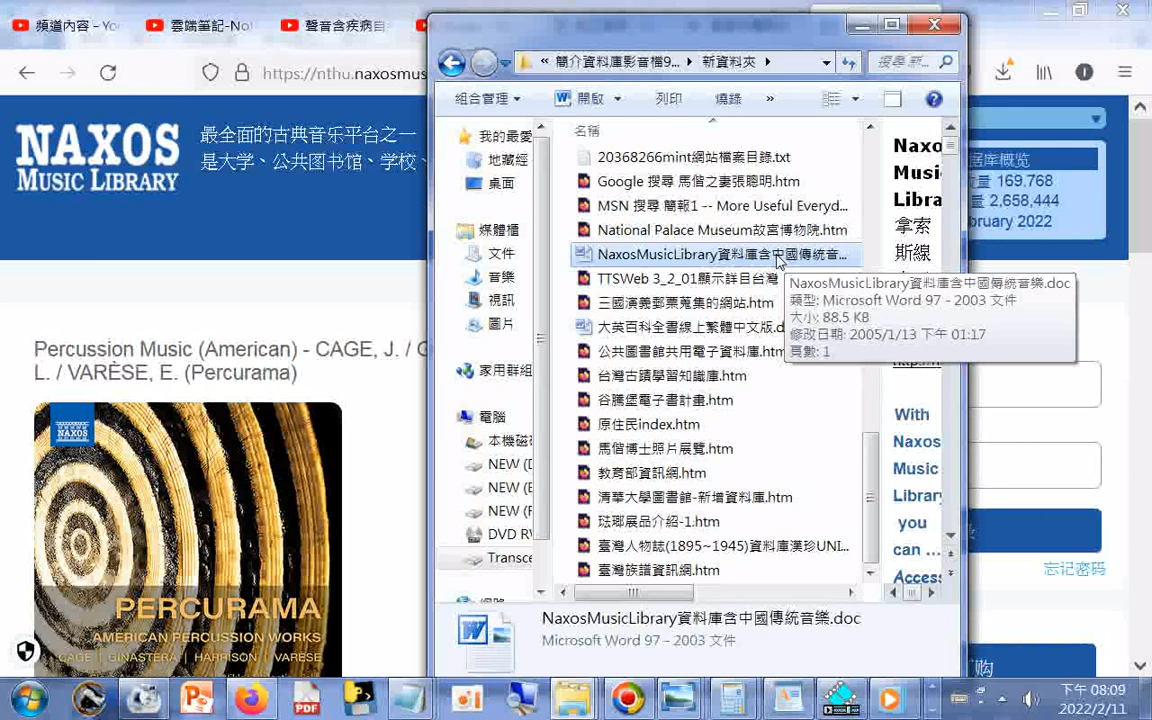 頻道內容 - Yo
雲端筆記-No
聲音含疾病自
https://nthu.naxosmus
NAXOS
MUSIC LIBRARY
最全面的古典音乐平台之一
是大学、公共图书馆、学校、
Percussion Music (American) - CAGE, J. / G
L. / VARÈSE, E. (Percurama)
NAXOS
PERCURAMA
AMERICAN PERCUSSION WORKS
CAGE | GINASTERA | HARRISON | VARESE
« 簡介資料庫影音檔9... ▸ 新資料夾 ▸
搜尋 新...
組合管理
開啟
列印
燒錄
»
我的最愛
地藏經
桌面
媒體櫃
文件
音樂
視訊
圖片
家用群組
電腦
本機磁
NEW (D
NEW (E
NEW (F
DVD RV
Transce
名稱
20368266mint網站檔案目錄.txt
Google 搜尋 馬偕之妻張聰明.htm
MSN 搜尋 簡報1 -- More Useful Everyd...
National Palace Museum故宮博物院.htm
NaxosMusicLibrary資料庫含中國傳統音...
TTSWeb 3_2_01顯示詳目台灣
三國演義郵票蒐集的網站.htm
大英百科全書線上繁體中文版.d
公共圖書館共用電子資料庫.htm
台灣古蹟學習知識庫.htm
谷騰堡電子書計畫.htm
原住民index.htm
馬偕博士照片展覽.htm
教育部資訊網.htm
清華大學圖書館-新增資料庫.htm
琺瑯展品介紹-1.htm
臺灣人物誌(1895~1945)資料庫漢珍UNI...
臺灣族譜資訊網.htm
NaxosMusicLibrary資料庫含中國傳統音樂.doc
類型: Microsoft Word 97 - 2003 文件
大小: 88.5 KB
修改日期: 2005/1/13 下午 01:17
頁數: 1
Naxo
Music
Libra
拿索
斯線
With
Naxos
Music
Library
you
can ...
Access
NaxosMusicLibrary資料庫含中國傳統音樂.doc
Microsoft Word 97 - 2003 文件
据库概览
量 169,768
2,658,444
bruary 2022
忘记密码
购
PDF
下午 08:09
2022/2/11